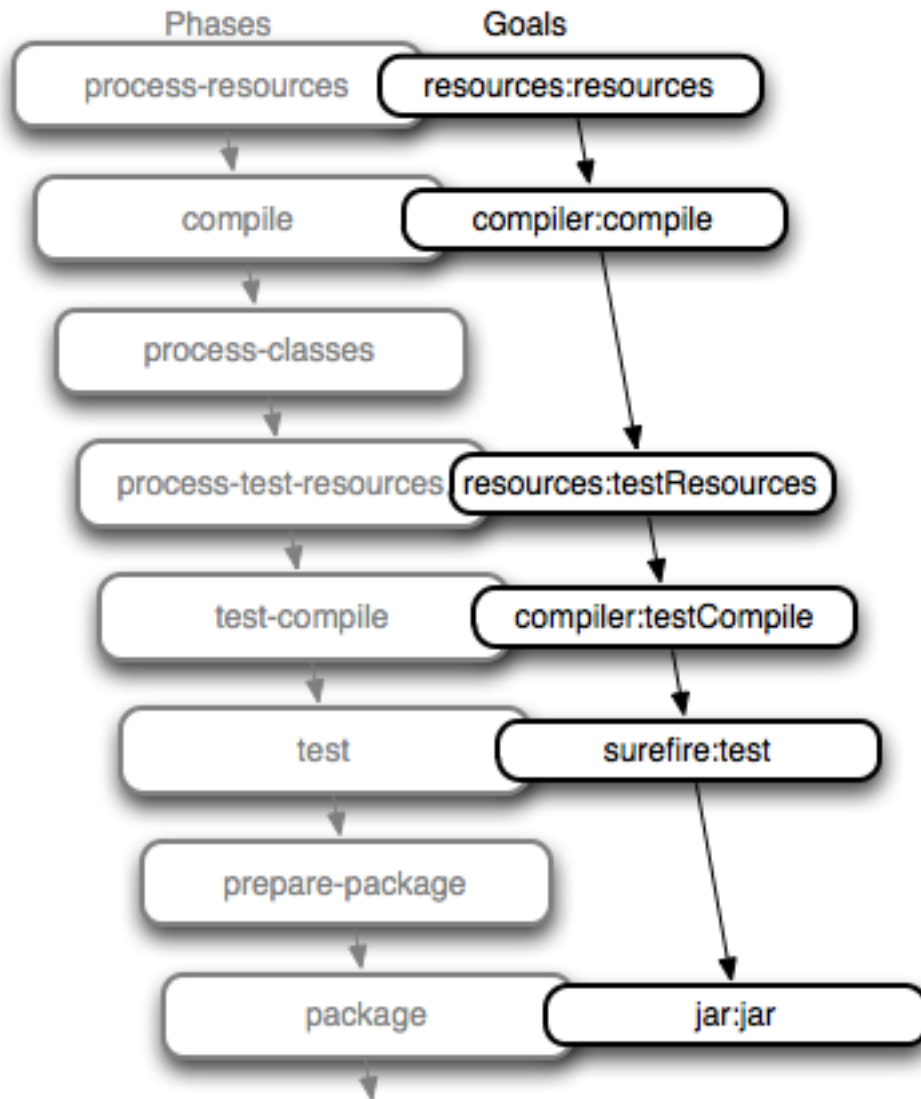 Phases Goals
process-resources resources:resources
compile compiler:compile
process-classes
process-test-resources resources:testResources
test-compile compiler:testCompile
test surefire:test
prepare-package
package jar:jar